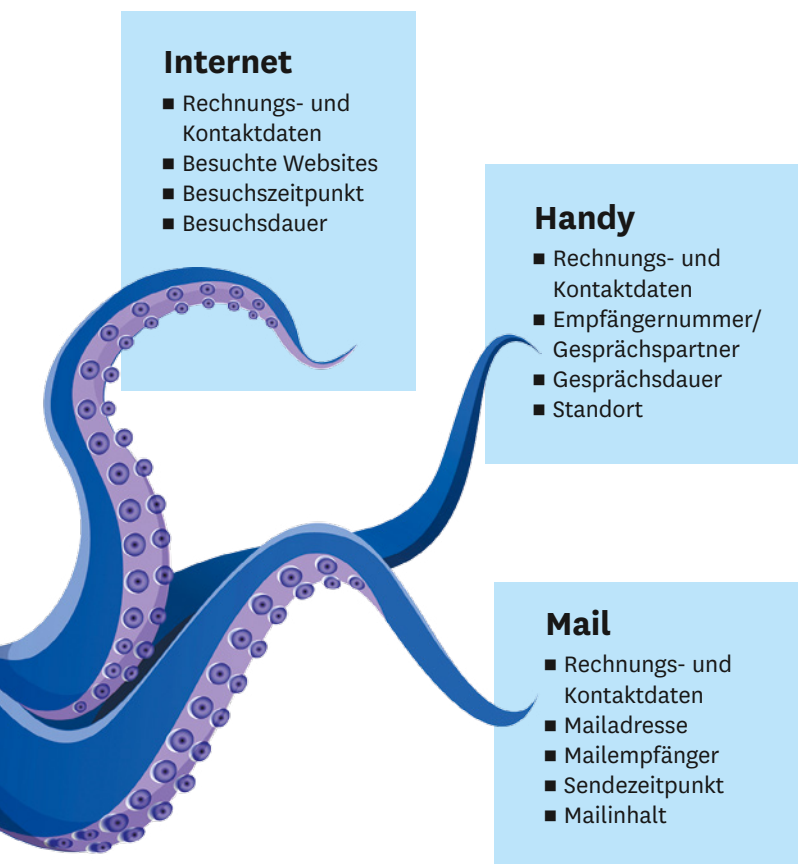 Internet
■ Rechnungs- und
Kontaktdaten
■ Besuchte Websites
■ Besuchszeitpunkt
■ Besuchsdauer
Handy
■ Rechnungs- und
Kontaktdaten
■ Empfängernummer/
Gesprächspartner
■ Gesprächsdauer
■ Standort
Mail
■ Rechnungs- und
Kontaktdaten
■ Mailadresse
■ Mailempfänger
■ Sendezeitpunkt
■ Mailinhalt